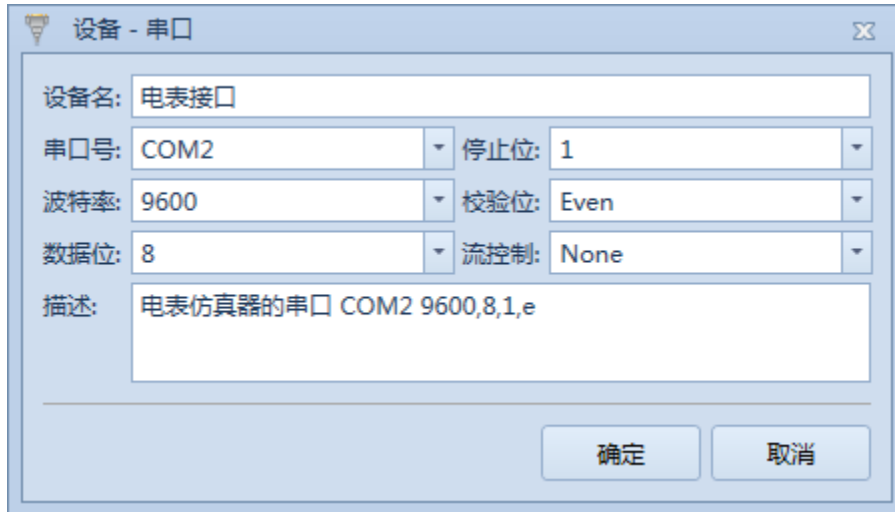 设备 - 串口
设备名: 电表接口
串口号: COM2 停止位: 1
波特率: 9600 校验位: Even
数据位: 8 流控制: None
描述: 电表仿真器的串口 COM2 9600,8,1,e
确定 取消